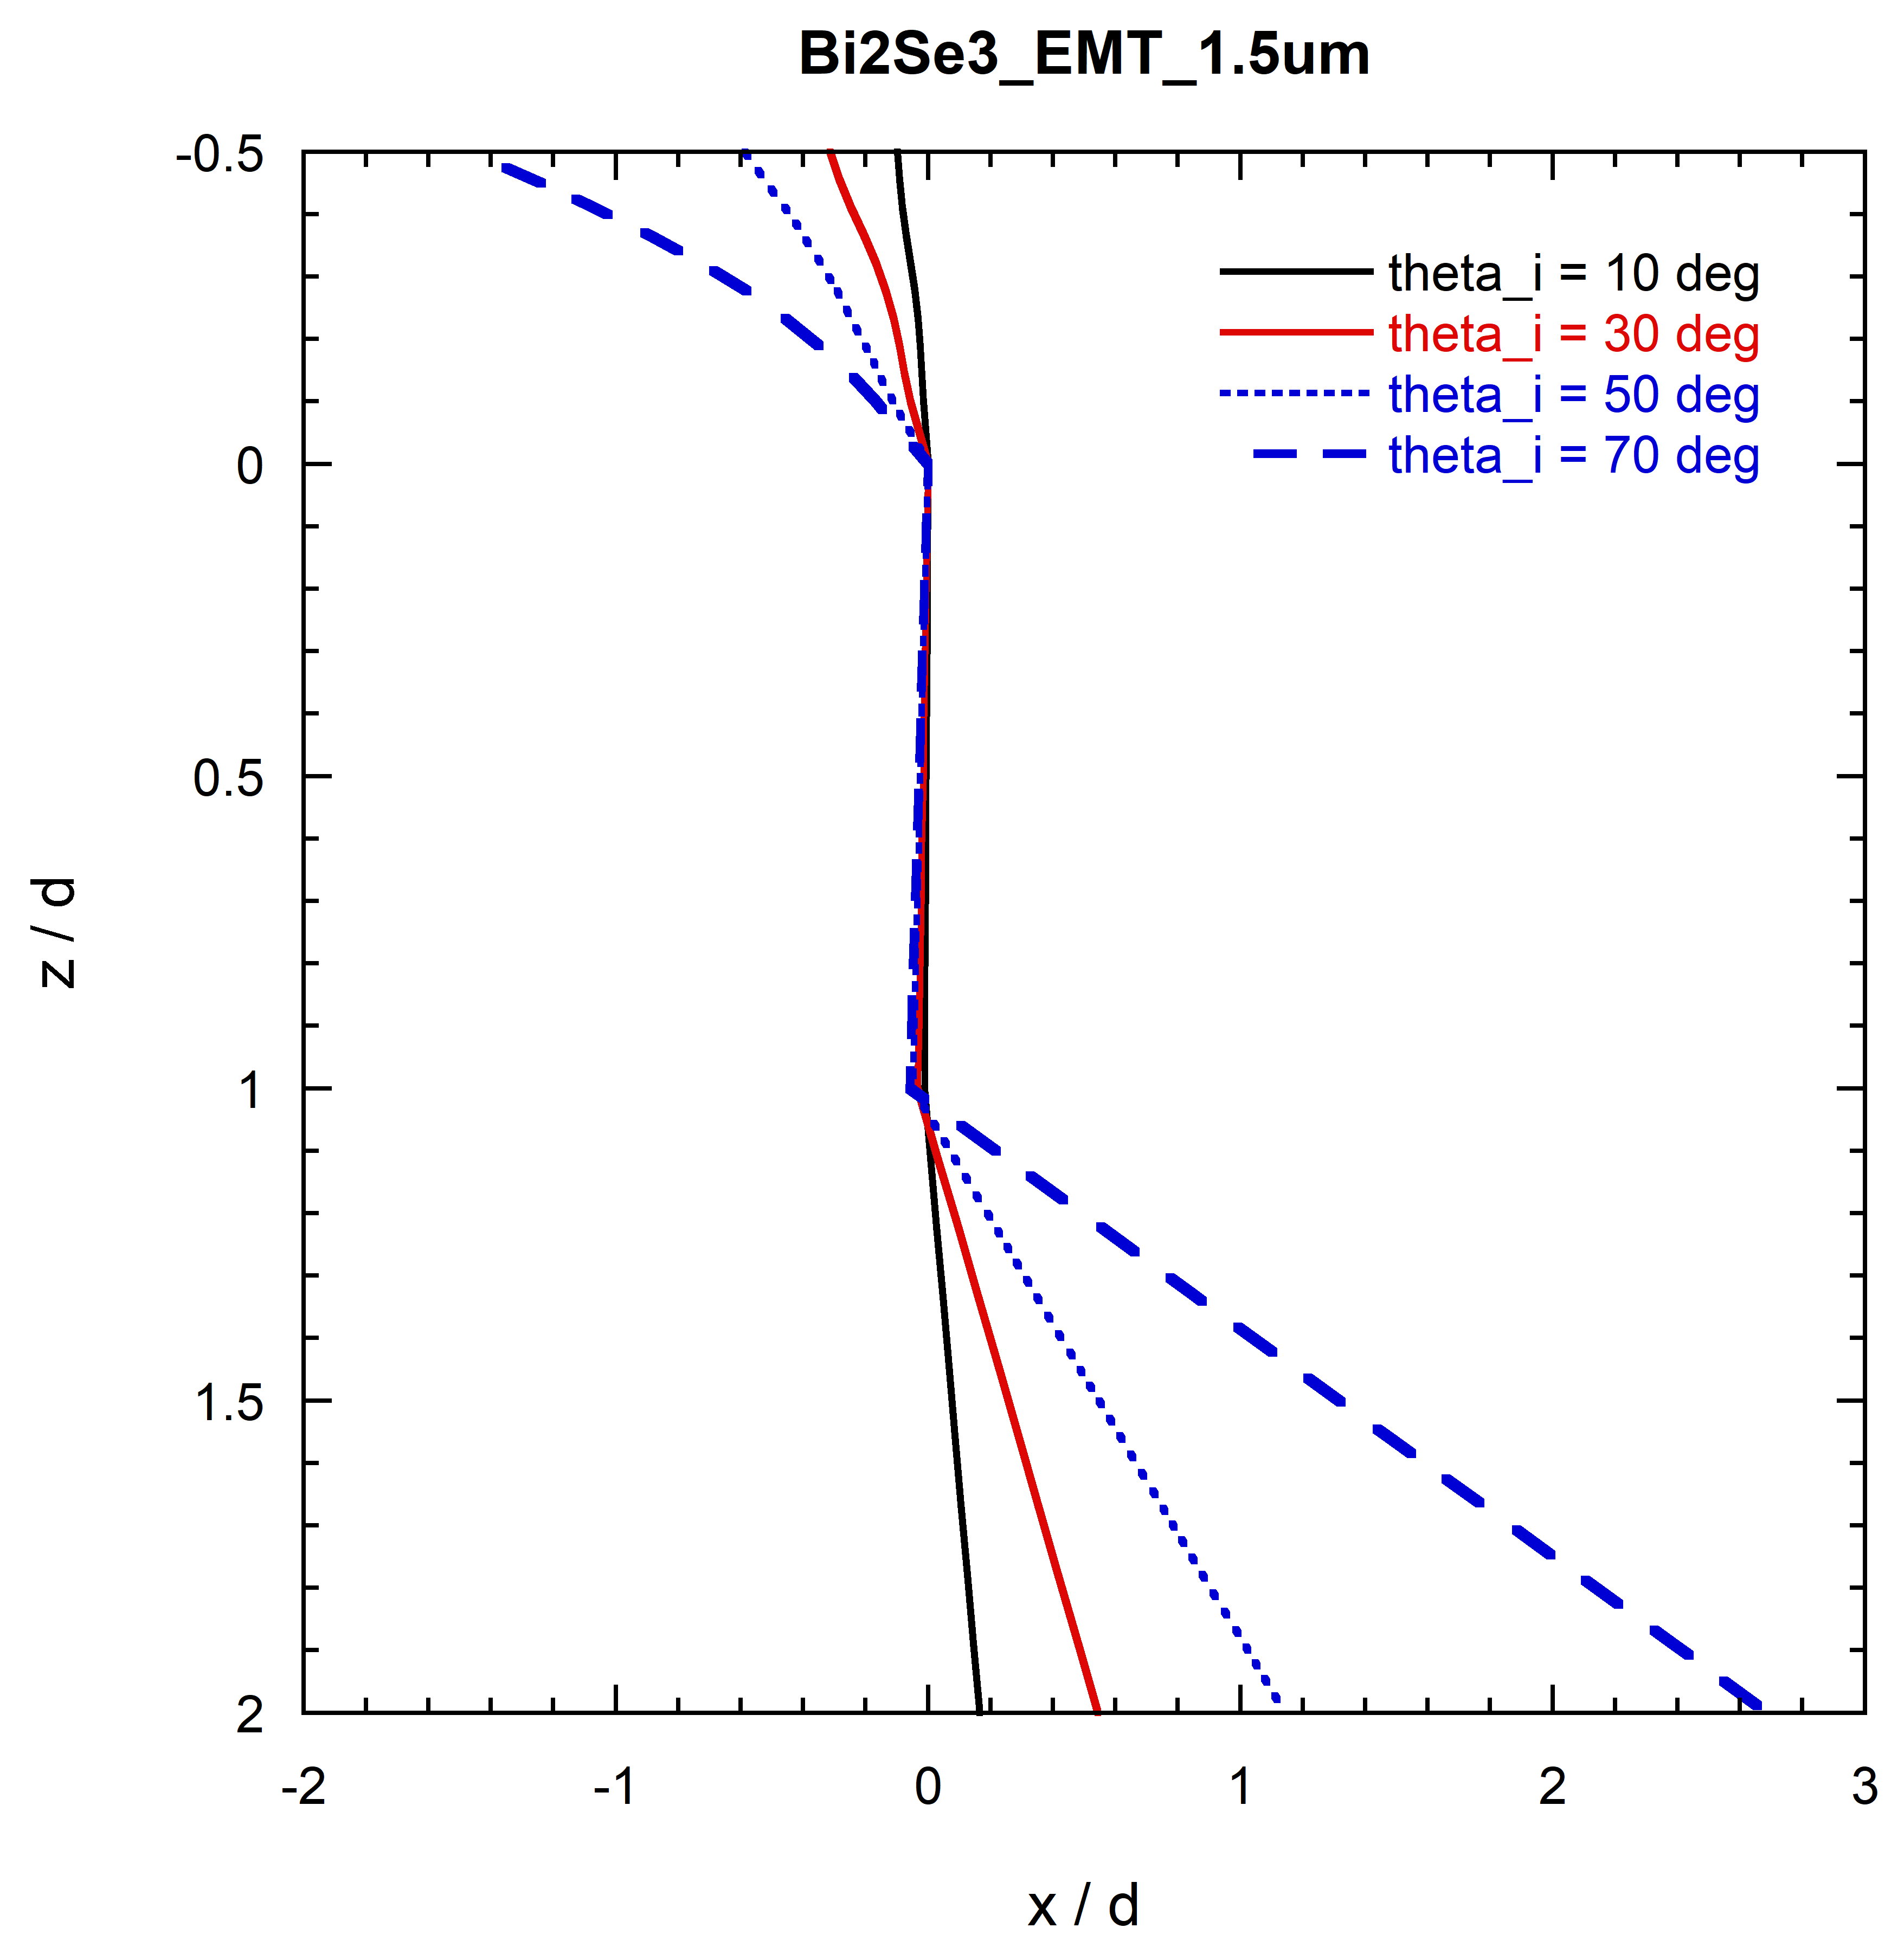 Bi2Se3_EMT_1.5um
-0.5
theta_i = 10 deg
theta_i = 30 deg
theta_i = 50 deg
theta_i = 70 deg
0
0.5
z / d
1
1.5
2
-2 -1 0 1 2 3
x / d